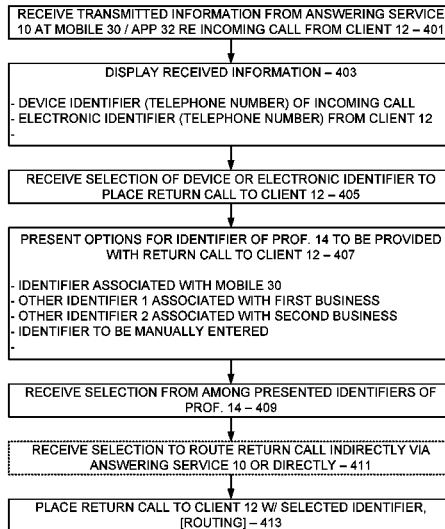 RECEIVE TRANSMITTED INFORMATION FROM ANSWERING SERVICE
10 AT MOBILE 30 / APP 32 RE INCOMING CALL FROM CLIENT 12 – 401
DISPLAY RECEIVED INFORMATION – 403
- DEVICE IDENTIFIER (TELEPHONE NUMBER) OF INCOMING CALL
- ELECTRONIC IDENTIFIER (TELEPHONE NUMBER) FROM CLIENT 12
-
RECEIVE SELECTION OF DEVICE OR ELECTRONIC IDENTIFIER TO
PLACE RETURN CALL TO CLIENT 12 – 405
PRESENT OPTIONS FOR IDENTIFIER OF PROF. 14 TO BE PROVIDED
WITH RETURN CALL TO CLIENT 12 – 407
- IDENTIFIER ASSOCIATED WITH MOBILE 30
- OTHER IDENTIFIER 1 ASSOCIATED WITH FIRST BUSINESS
- OTHER IDENTIFIER 2 ASSOCIATED WITH SECOND BUSINESS
- IDENTIFIER TO BE MANUALLY ENTERED
-
RECEIVE SELECTION FROM AMONG PRESENTED IDENTIFIERS OF
PROF. 14 – 409
RECEIVE SELECTION TO ROUTE RETURN CALL INDIRECTLY VIA
ANSWERING SERVICE 10 OR DIRECTLY – 411
PLACE RETURN CALL TO CLIENT 12 W/ SELECTED IDENTIFIER,
[ROUTING] – 413